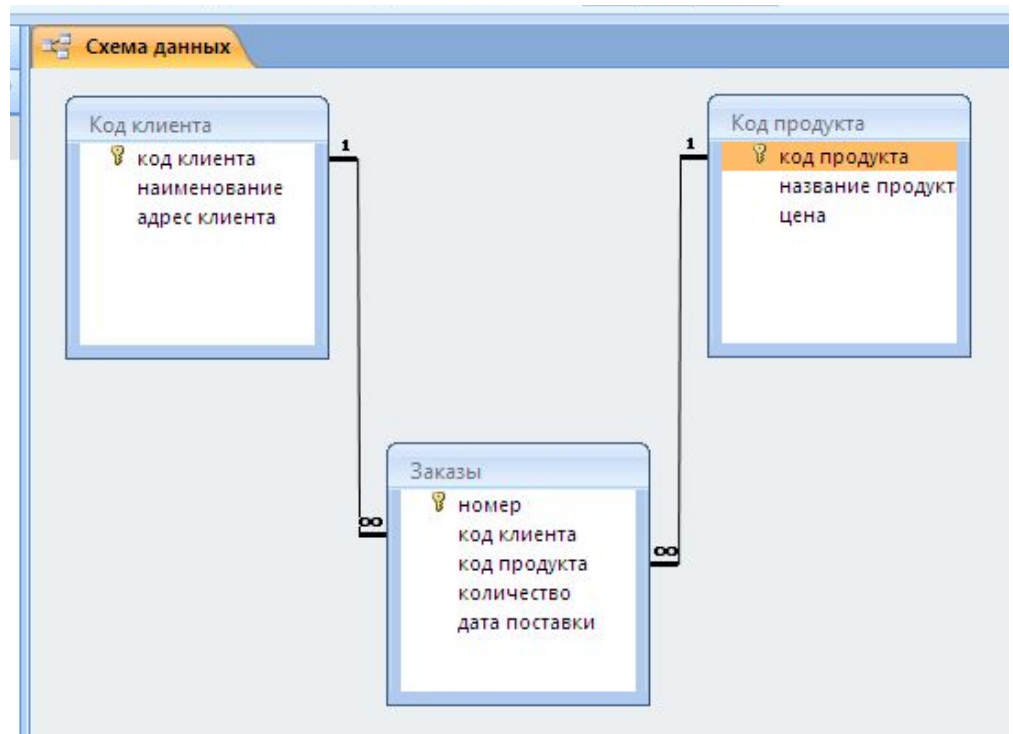 Схема данных
Код клиента
код клиента
наименование
адрес клиента
1
∞
Код продукта
код продукта
название продукт
цена
1
∞
Заказы
номер
код клиента
код продукта
количество
дата поставки